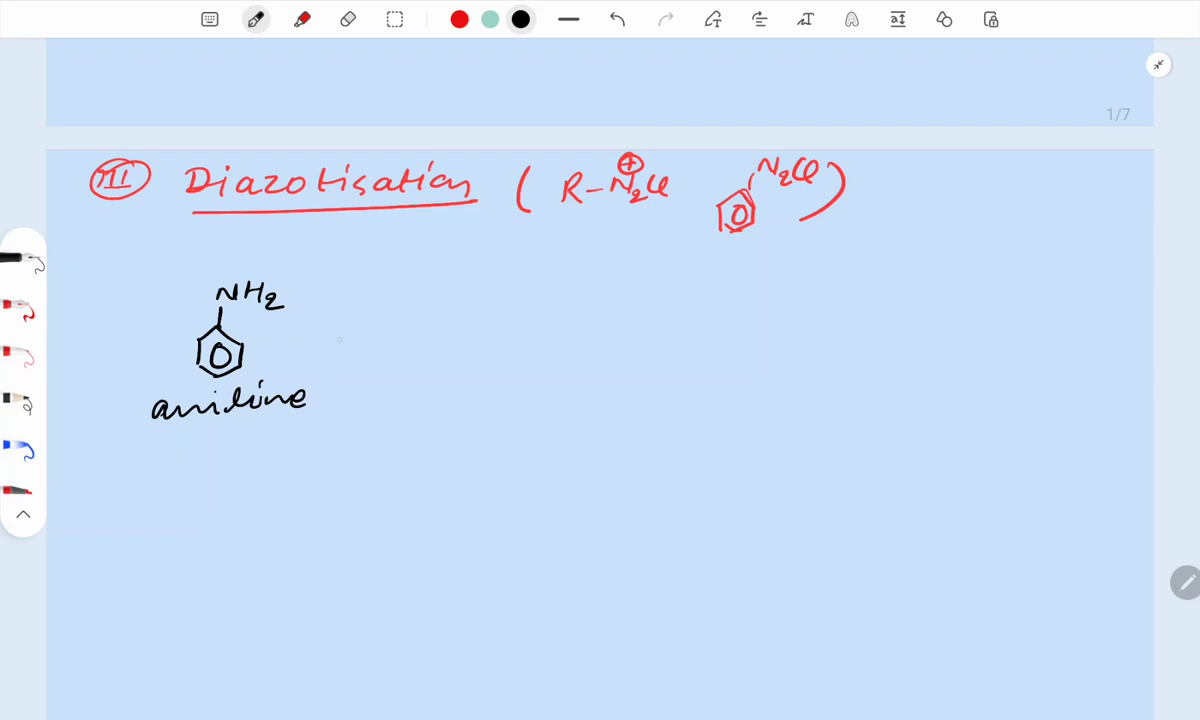 1/7
III Diazotisation ( R-N₂⊕Cl N₂Cl )
NH₂
aniline